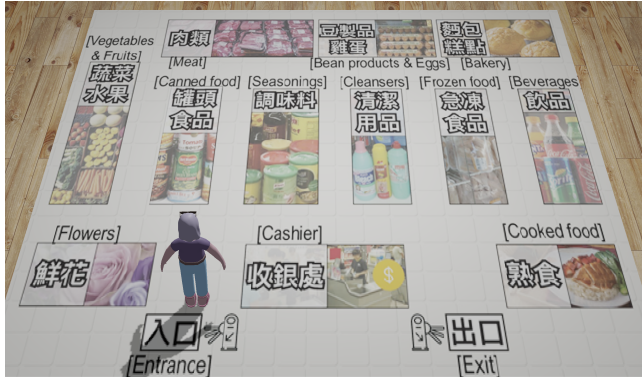 [Vegetables
& Fruits]
蔬菜
水果
肉類
[Meat]
豆製品
雞蛋
[Bean products & Eggs]
麵包
糕點
[Bakery]
[Canned food]
罐頭
食品
[Seasonings]
調味料
[Cleansers]
清潔
用品
[Frozen food]
急凍
食品
[Beverages]
飲品
[Flowers]
鮮花
[Cashier]
收銀處
$
[Cooked food]
熟食
入口
[Entrance]
出口
[Exit]